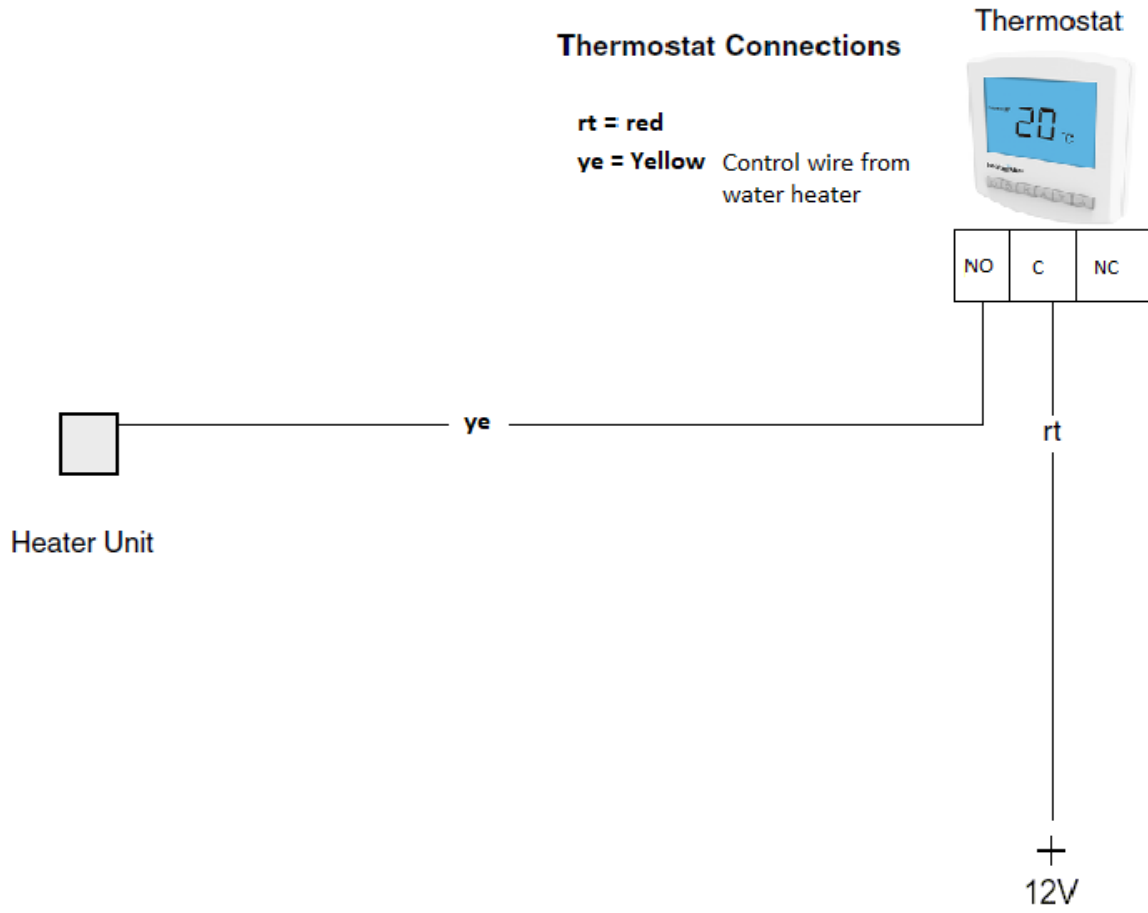 Thermostat
Thermostat Connections
rt = red
ye = Yellow Control wire from
water heater
20 °C
NO C NC
ye
rt
Heater Unit
+
12V